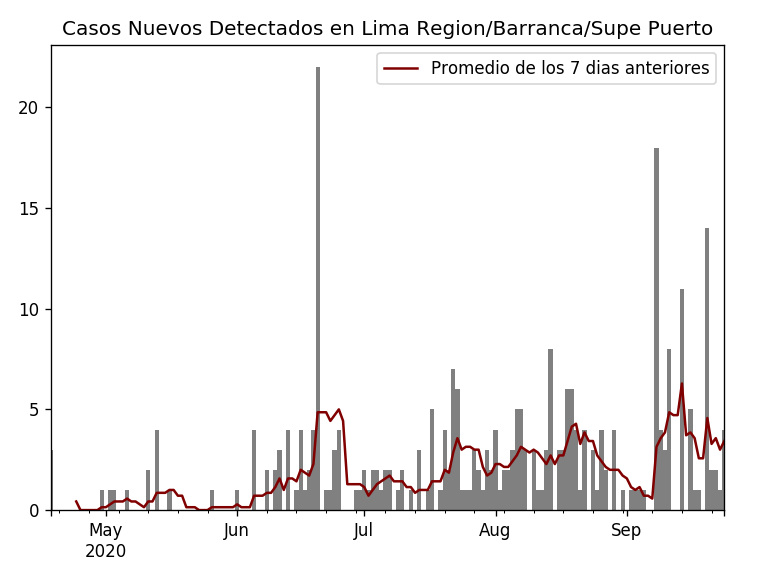 Casos Nuevos Detectados en Lima Region/Barranca/Supe Puerto
Promedio de los 7 dias anteriores
20
15
10
5
0
May Jun Jul Aug Sep
2020